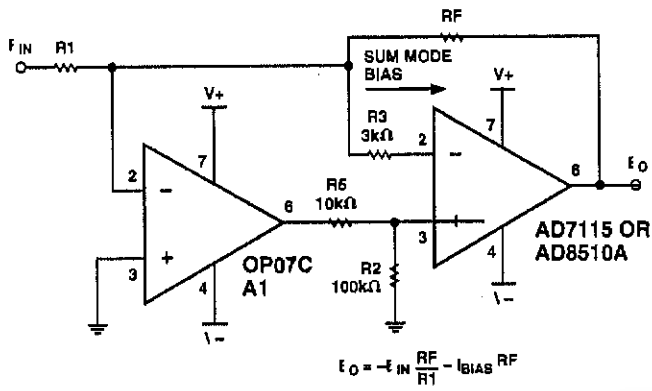 EIN
R1
RF
SUM MODE
BIAS
V+
V+
R3
3kΩ
7
7
2
2
6
6
EO
R5
10kΩ
3
3
OP07C
A1
R2
100kΩ
4
4
AD7115 OR
AD8510A
V−
V−
EO = −EIN RF/R1 − IBIAS RF